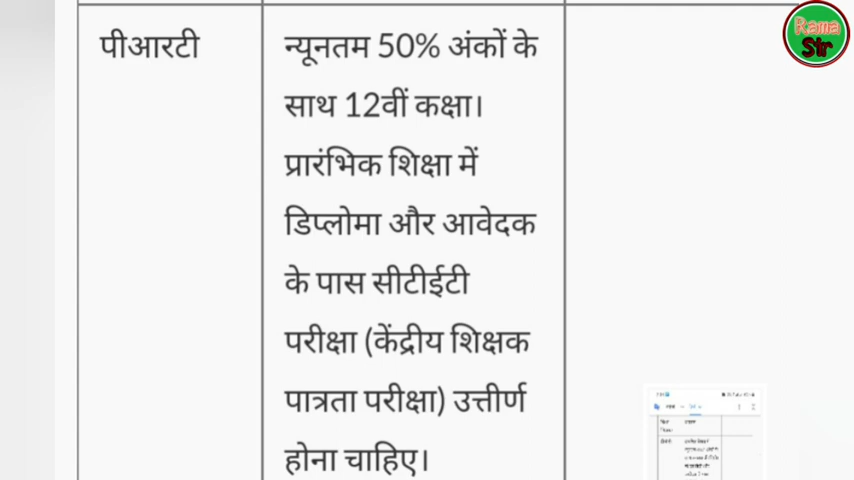 Rama
Sir
पीआरटी
न्यूनतम 50% अंकों के
साथ 12वीं कक्षा।
प्रारंभिक शिक्षा में
डिप्लोमा और आवेदक
के पास सीटीईटी
परीक्षा (केंद्रीय शिक्षक
पात्रता परीक्षा) उत्तीर्ण
होना चाहिए।